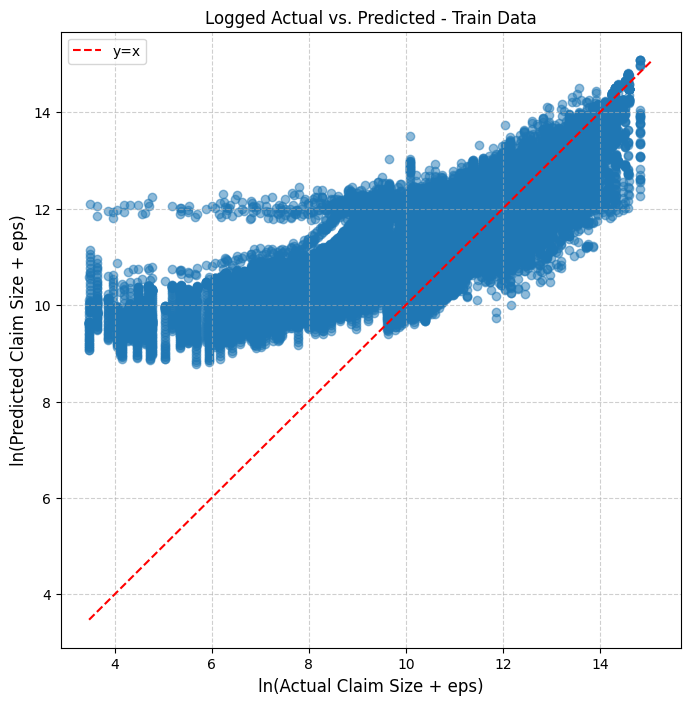 Logged Actual vs. Predicted - Train Data
y=x
ln(Predicted Claim Size + eps)
14
12
10
8
6
4
4 6 8 10 12 14
ln(Actual Claim Size + eps)